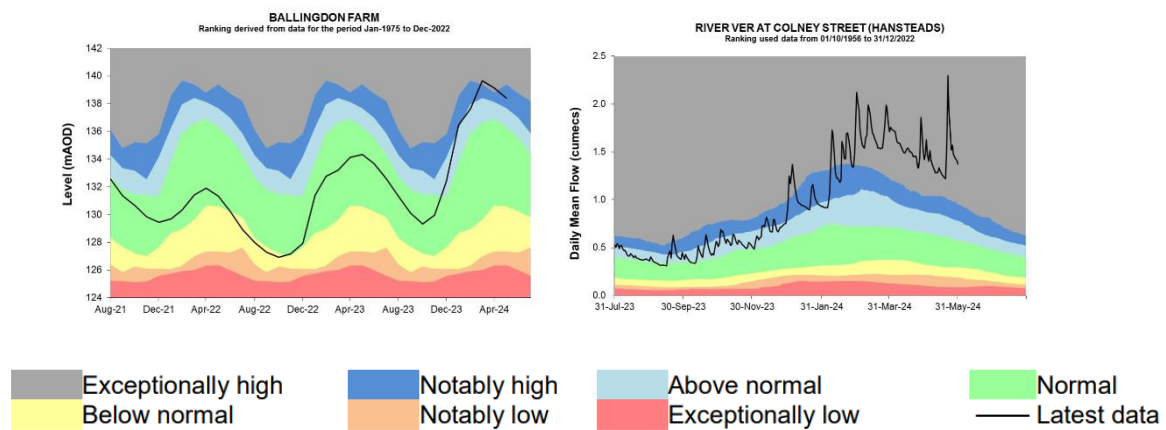 BALLINGDON FARM
Ranking derived from data for the period Jan-1975 to Dec-2022
Level (mAOD)
142
140
138
136
134
132
130
128
126
124
Aug-21
Dec-21
Apr-22
Aug-22
Dec-22
Apr-23
Aug-23
Dec-23
Apr-24
RIVER VER AT COLNEY STREET (HANSTEADS)
Ranking used data from 01/10/1956 to 31/12/2022
Daily Mean Flow (cumecs)
2.5
2.0
1.5
1.0
0.5
0.0
31-Jul-23
30-Sep-23
30-Nov-23
31-Jan-24
31-Mar-24
31-May-24
Exceptionally high
Notably high
Above normal
Normal
Below normal
Notably low
Exceptionally low
Latest data